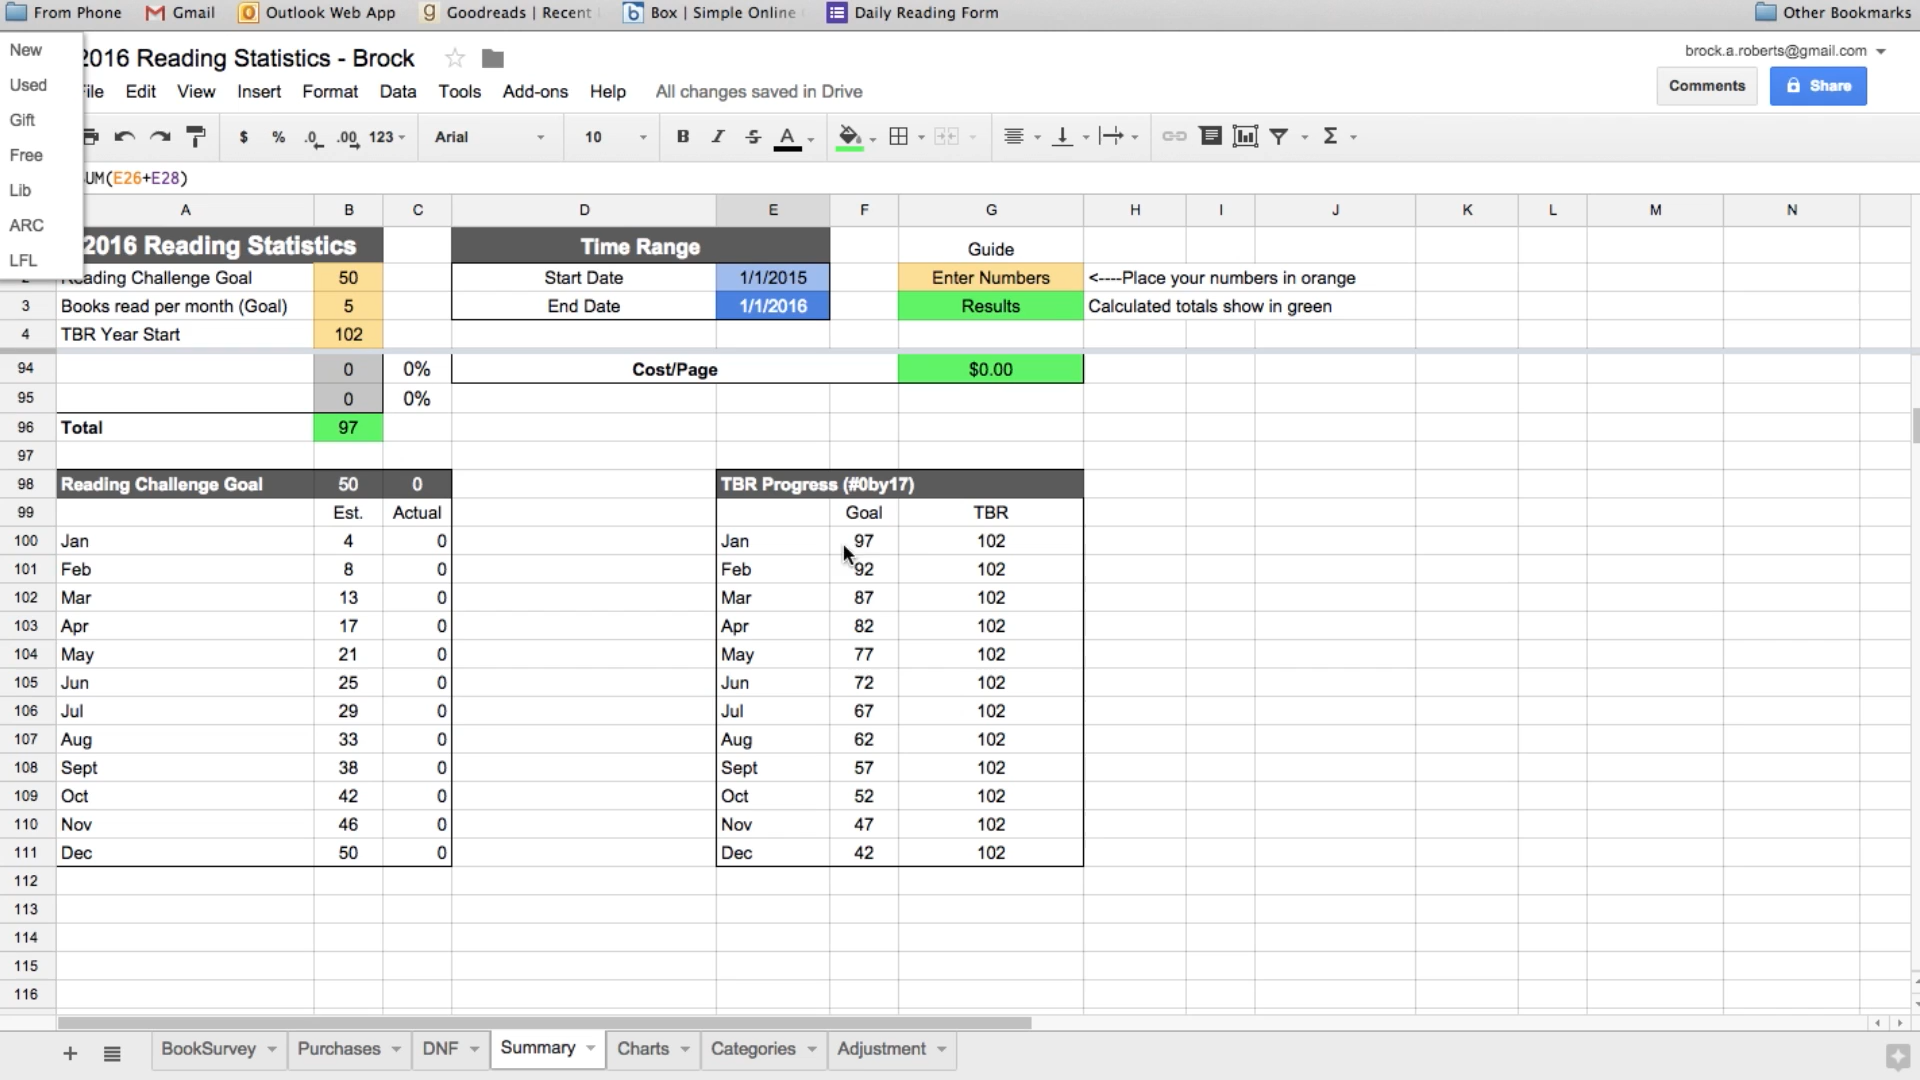 From Phone Gmail Outlook Web App Goodreads | Recent Box | Simple Online Daily Reading Form Other Bookmarks
New
Used
Gift
Free
Lib
ARC
LFL
2016 Reading Statistics - Brock
brock.a.roberts@gmail.com
ile Edit View Insert Format Data Tools Add-ons Help All changes saved in Drive
Comments Share
$ % .0 .00 123 Arial 10 B I S A Σ
UM(E26+E28)
A B C D E F G H I J K L M N
2016 Reading Statistics Time Range Guide
2 Reading Challenge Goal 50 Start Date 1/1/2015 Enter Numbers <----Place your numbers in orange
3 Books read per month (Goal) 5 End Date 1/1/2016 Results Calculated totals show in green
4 TBR Year Start 102
94 0 0% Cost/Page $0.00
95 0 0%
96 Total 97
97
98 Reading Challenge Goal 50 0 TBR Progress (#0by17)
99 Est. Actual Goal TBR
100 Jan 4 0 Jan 97 102
101 Feb 8 0 Feb 92 102
102 Mar 13 0 Mar 87 102
103 Apr 17 0 Apr 82 102
104 May 21 0 May 77 102
105 Jun 25 0 Jun 72 102
106 Jul 29 0 Jul 67 102
107 Aug 33 0 Aug 62 102
108 Sept 38 0 Sept 57 102
109 Oct 42 0 Oct 52 102
110 Nov 46 0 Nov 47 102
111 Dec 50 0 Dec 42 102
112
113
114
115
116
+ BookSurvey Purchases DNF Summary Charts Categories Adjustment